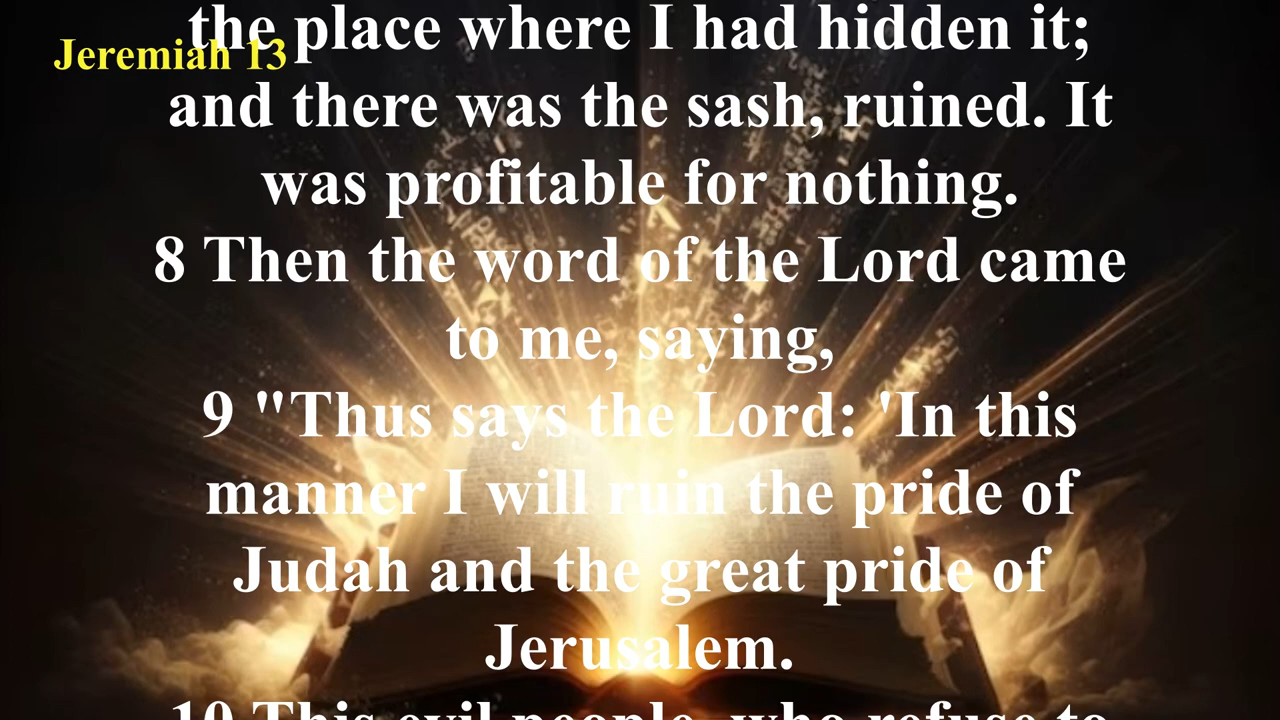 the place where I had hidden it;
Jeremiah 13
and there was the sash, ruined. It
was profitable for nothing.
8 Then the word of the Lord came
to me, saying,
9 "Thus says the Lord: 'In this
manner I will ruin the pride of
Judah and the great pride of
Jerusalem.
10 This evil people, who refuse to